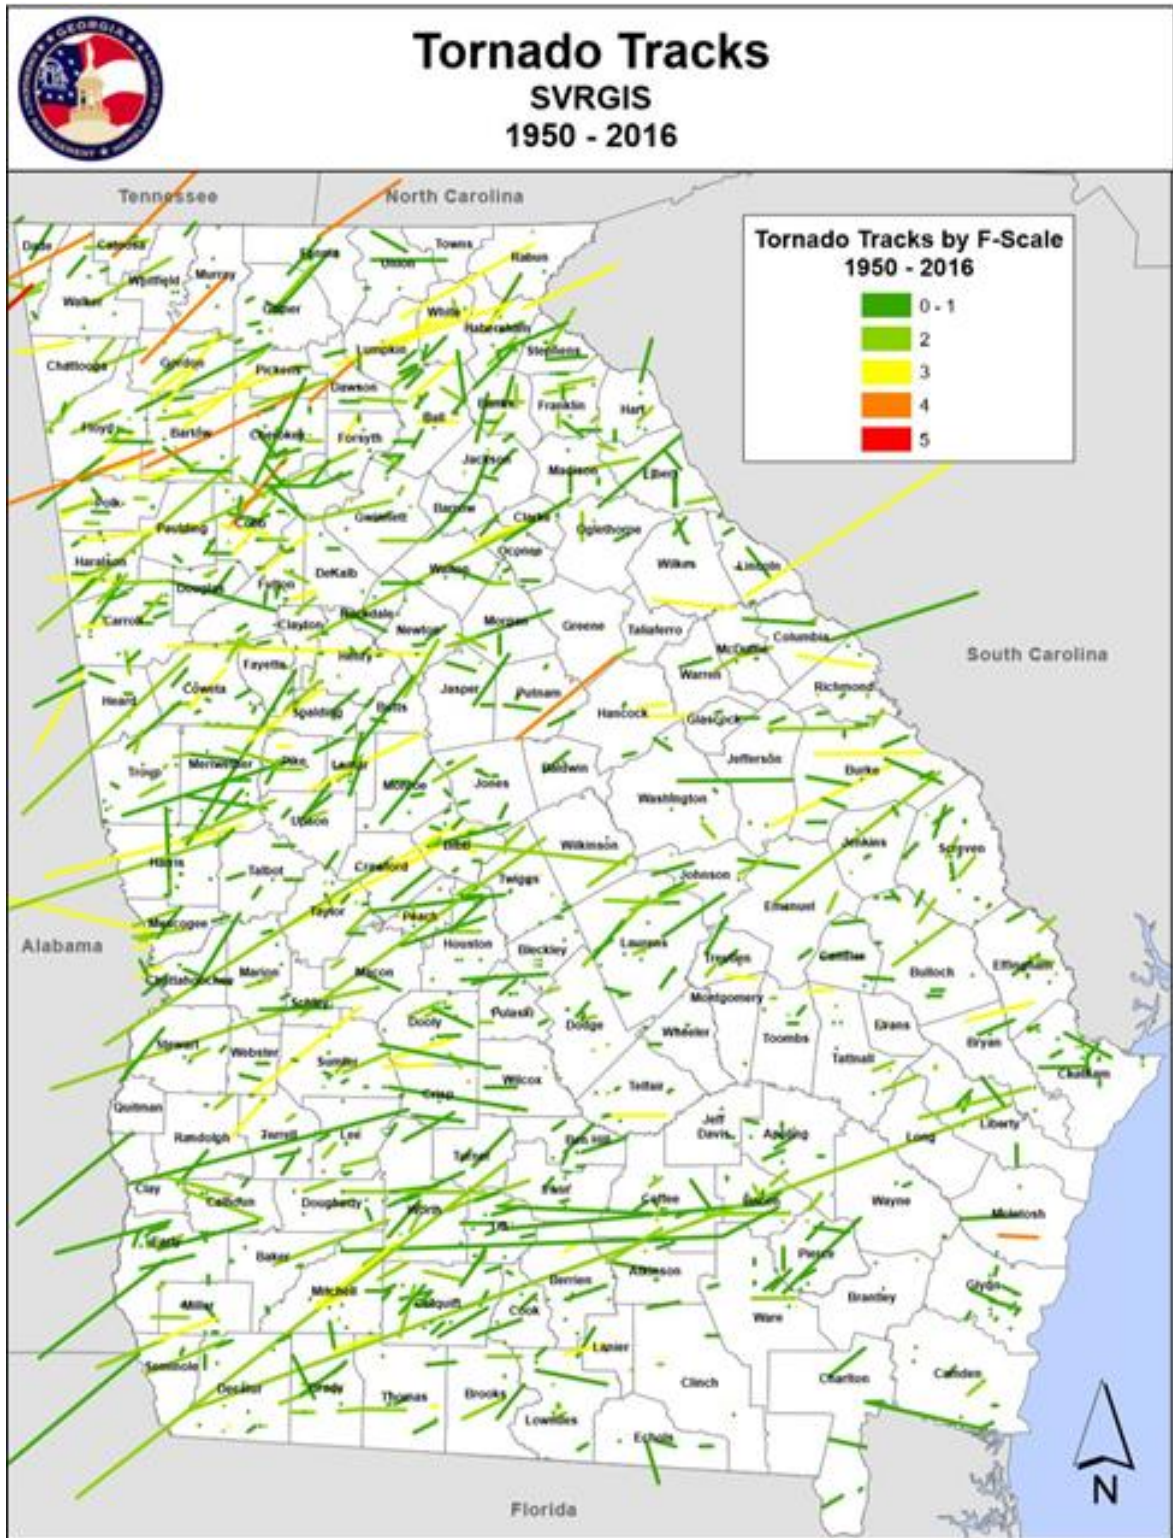 GEORGIA
Tornado Tracks
SVRGIS
1950 - 2016
Tennessee
North Carolina
Tornado Tracks by F-Scale
1950 - 2016
0 - 1
2
3
4
5
Dade
Catoosa
Whitfield
Murray
Union
Towns
Rabun
Walker
Gilmer
White
Habersham
Lumpkin
Stephens
Chattooga
Gordon
Pickens
Dawson
Banks
Franklin
Hart
Hall
Floyd
Bartow
Cherokee
Forsyth
Jackson
Madison
Elbert
Polk
Paulding
Cobb
Gwinnett
Barrow
Clarke
Oglethorpe
Oconee
Wilkes
Lincoln
Haralson
Douglas
Fulton
DeKalb
Walton
Carroll
Clayton
Rockdale
Newton
Morgan
Greene
Taliaferro
McDuffie
Columbia
South Carolina
Fayette
Henry
Heard
Coweta
Spalding
Butts
Jasper
Putnam
Hancock
Warren
Glascock
Richmond
Troup
Meriwether
Pike
Lamar
Monroe
Jones
Baldwin
Washington
Jefferson
Burke
Upson
Harris
Talbot
Crawford
Bibb
Wilkinson
Twiggs
Johnson
Jenkins
Screven
Emanuel
Muscogee
Taylor
Peach
Houston
Bleckley
Laurens
Treutlen
Candler
Bulloch
Effingham
Alabama
Chattahoochee
Marion
Macon
Schley
Dooly
Pulaski
Dodge
Wheeler
Montgomery
Toombs
Tattnall
Evans
Bryan
Chatham
Stewart
Webster
Sumter
Crisp
Wilcox
Telfair
Quitman
Randolph
Terrell
Lee
Turner
Ben Hill
Jeff
Davis
Appling
Long
Liberty
Clay
Calhoun
Dougherty
Worth
Tift
Irwin
Coffee
Bacon
Wayne
McIntosh
Early
Baker
Mitchell
Colquitt
Cook
Berrien
Atkinson
Pierce
Brantley
Glynn
Miller
Ware
Lanier
Seminole
Decatur
Grady
Thomas
Brooks
Lowndes
Clinch
Charlton
Camden
Echols
Florida
N